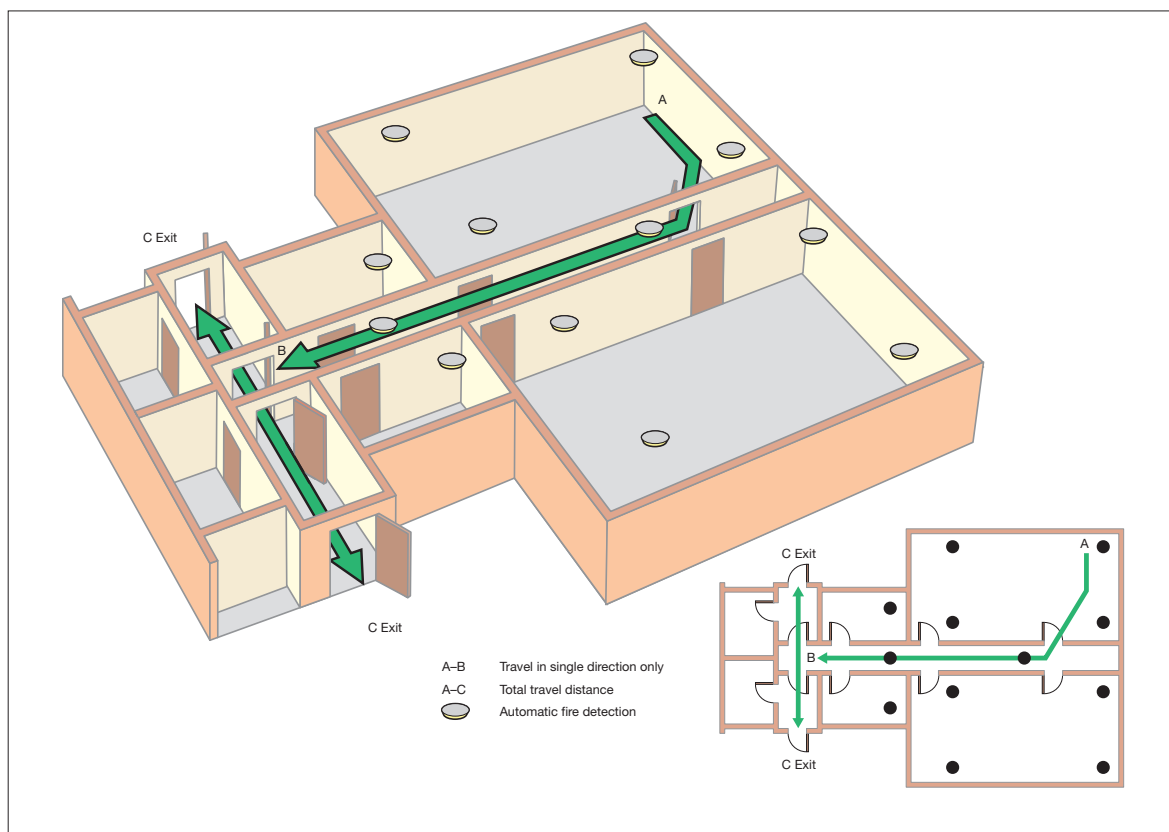 A
C Exit
B
C Exit
A–B Travel in single direction only
A–C Total travel distance
Automatic fire detection
C Exit
A
B
C Exit